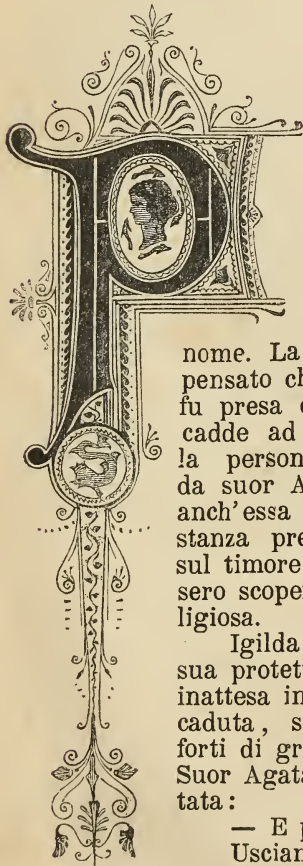 P
nome. La
pensato ch
fu presa
cadde ad
la person
da suor A
anch'essa
stanza pre
sul timore
sero scoper
ligiosa.
Igilda
sua protet
inattesa in
caduta, s
forti di gr
Suor Agata
tata:
— E p
Uscian